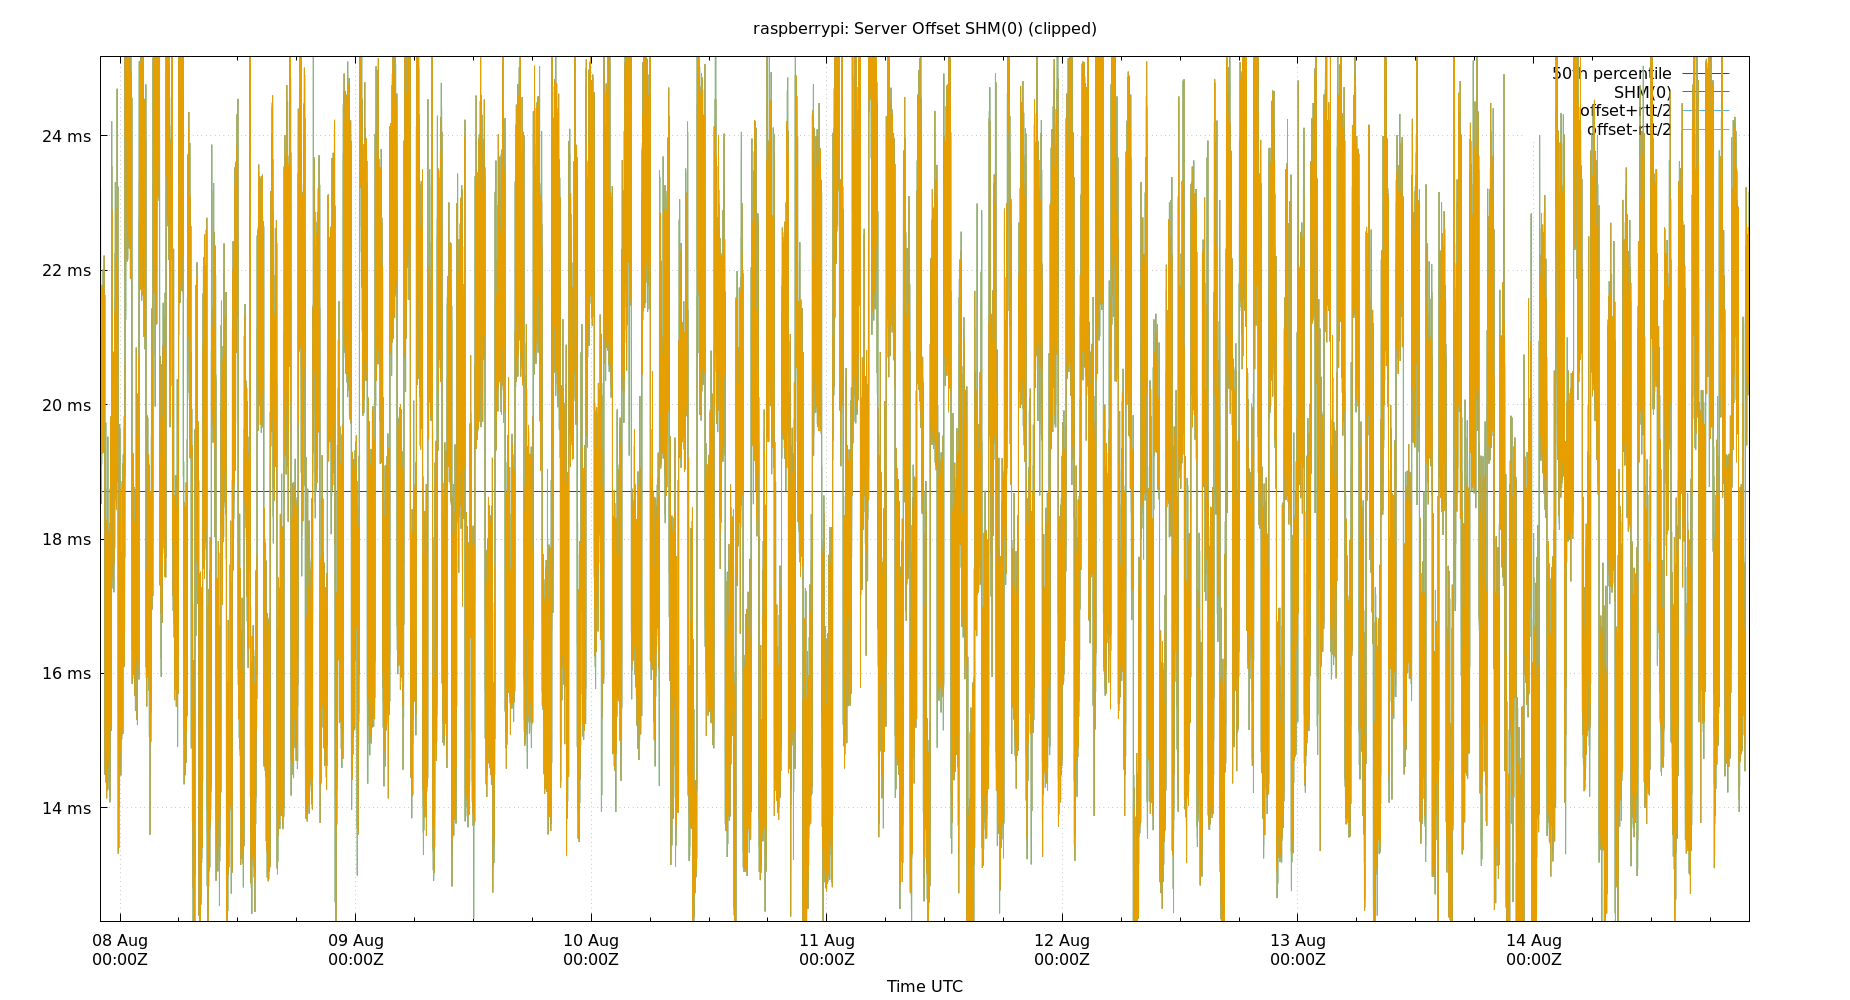 raspberrypi: Server Offset SHM(0) (clipped)
50th percentile
SHM(0)
offset+rtt/2
offset-rtt/2
24 ms
22 ms
20 ms
18 ms
16 ms
14 ms
08 Aug 09 Aug 10 Aug 11 Aug 12 Aug 13 Aug 14 Aug
00:00Z 00:00Z 00:00Z 00:00Z 00:00Z 00:00Z 00:00Z
Time UTC